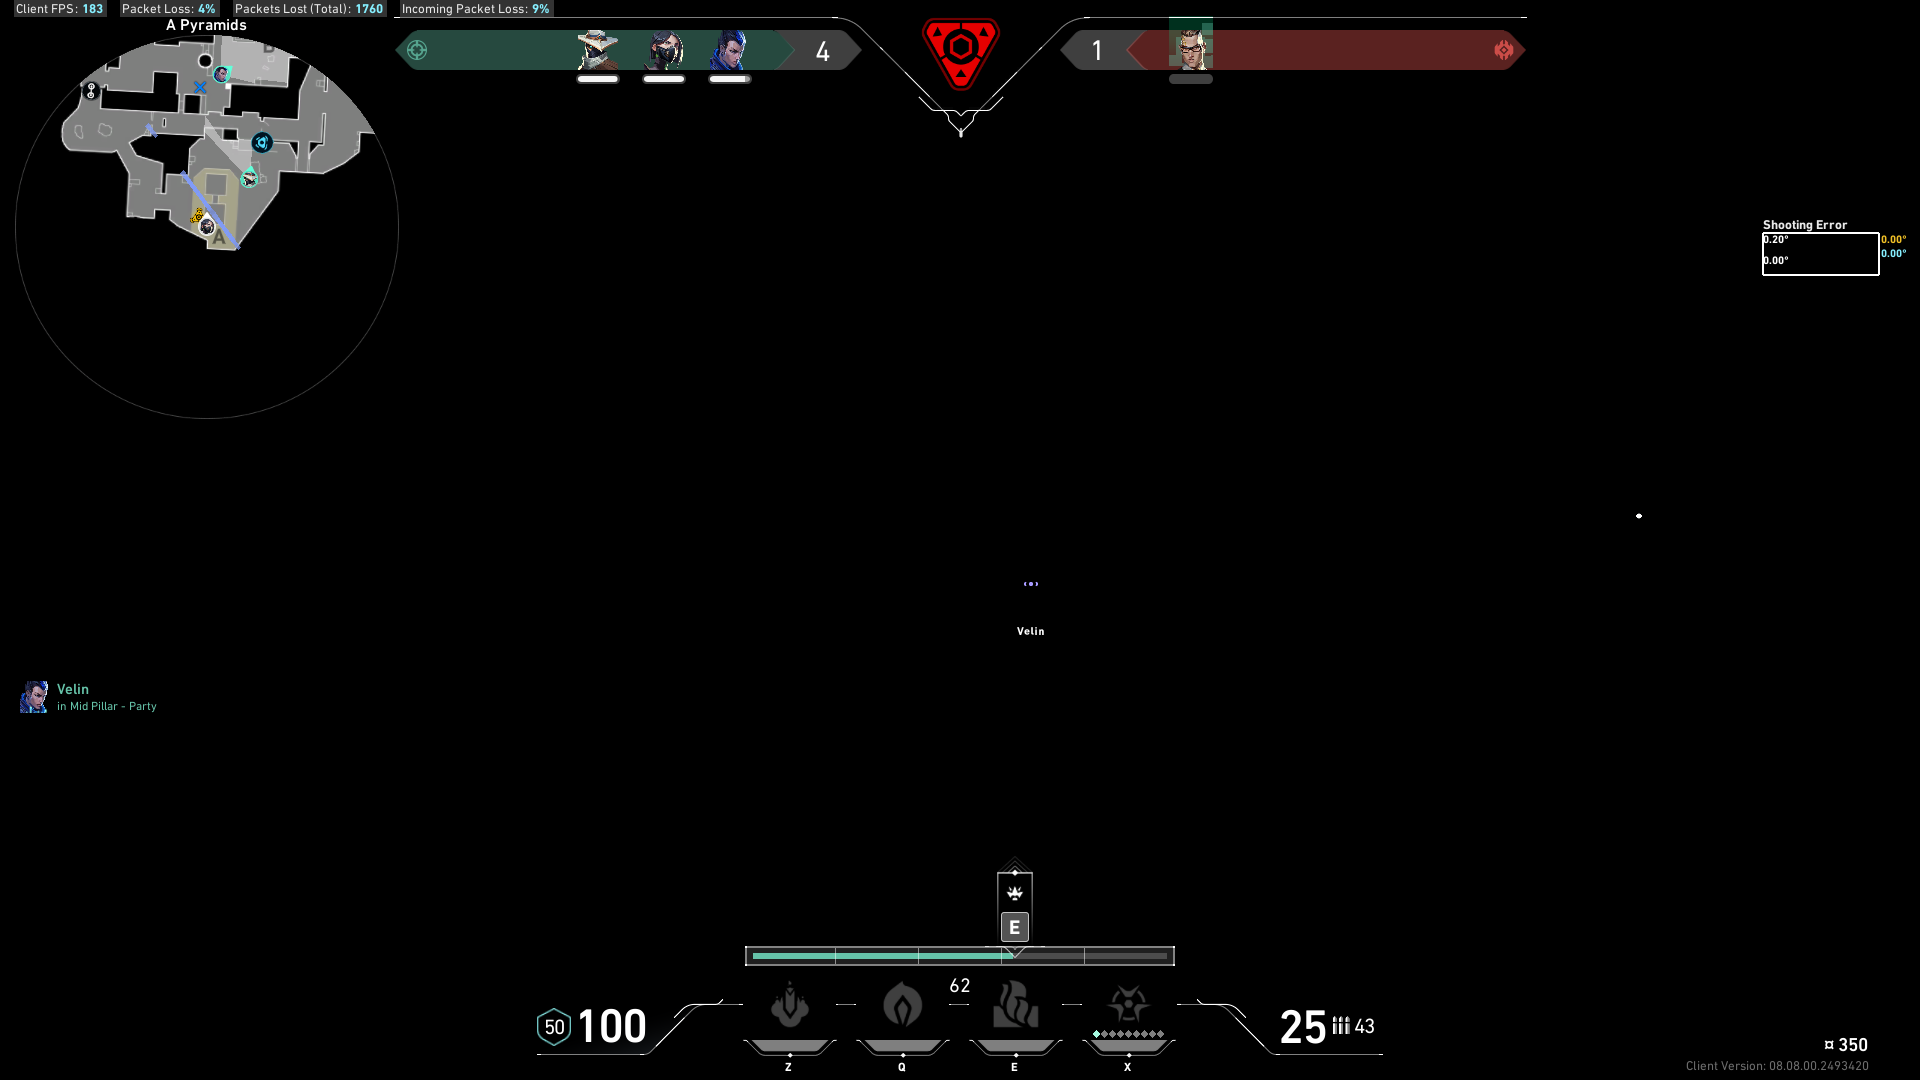 Client FPS: 183 Packet Loss: 4% Packets Lost (Total): 1760 Incoming Packet Loss: 9%
A Pyramids
4
1
B
A
Shooting Error
0.20°
0.00°
0.00°
0.00°
Velin
Velin
in Mid Pillar - Party
E
62
50 100
25 43
Z Q E X
¤ 350
Client Version: 08.08.00.2493420